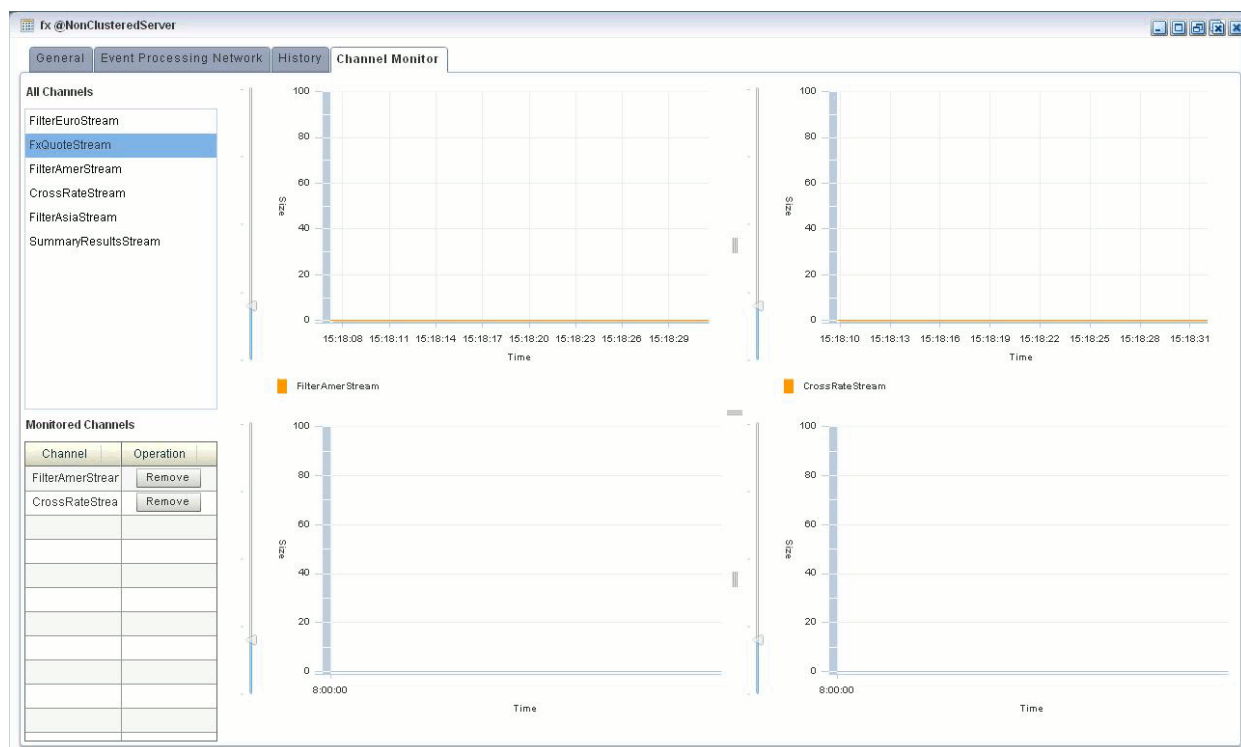 fx @NonClusteredServer
General Event Processing Network History Channel Monitor
All Channels
FilterEuroStream
FxQuoteStream
FilterAmerStream
CrossRateStream
FilterAsiaStream
SummaryResultsStream
Monitored Channels
Channel Operation
FilterAmerStrear Remove
CrossRateStrea Remove
100
80
60
40
20
0
Size
15:18:08 15:18:11 15:18:14 15:18:17 15:18:20 15:18:23 15:18:26 15:18:29
Time
FilterAmerStream
100
80
60
40
20
0
Size
15:18:10 15:18:13 15:18:16 15:18:19 15:18:22 15:18:25 15:18:28 15:18:31
Time
CrossRateStream
100
80
60
40
20
0
Size
8:00:00
Time
100
80
60
40
20
0
Size
8:00:00
Time